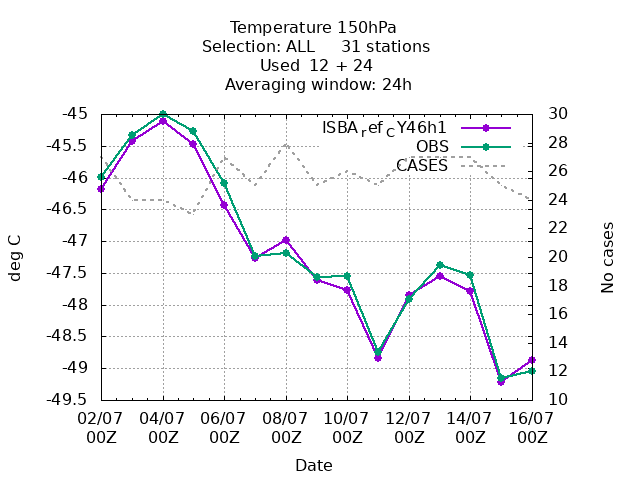 Temperature 150hPa
Selection: ALL      31 stations
Used  12 + 24
Averaging window: 24h
-45
-45.5
-46
-46.5
-47
-47.5
-48
-48.5
-49
-49.5
deg C
30
28
26
24
22
20
18
16
14
12
10
No cases
ISBA_ref_CY46h1
OBS
CASES
02/07 04/07 06/07 08/07 10/07 12/07 14/07 16/07
00Z 00Z 00Z 00Z 00Z 00Z 00Z 00Z
Date